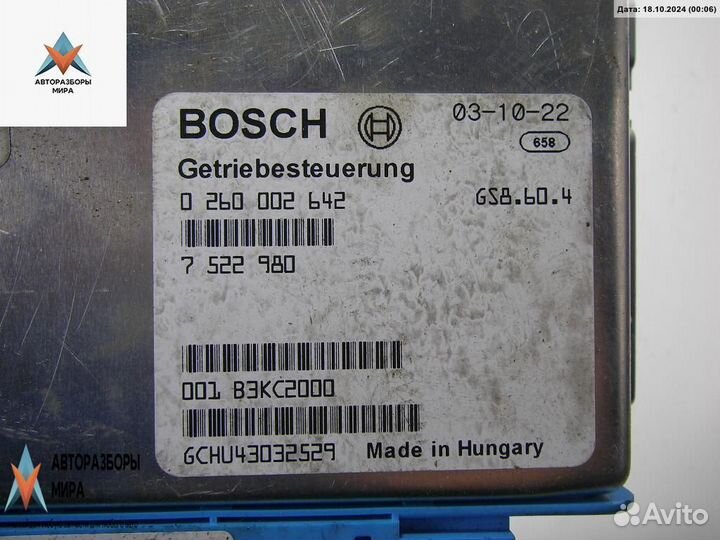 Дата: 18.10.2024 (00:06)
АВТОРАЗБОРЫ
МИРА
BOSCH
03-10-22
658
Getriebesteuerung
0 260 002 642
GS8.60.4
7 522 980
001 B3KC2000
GCHU43032529
Made in Hungary
АВТОРАЗБОРЫ
МИРА
Avito